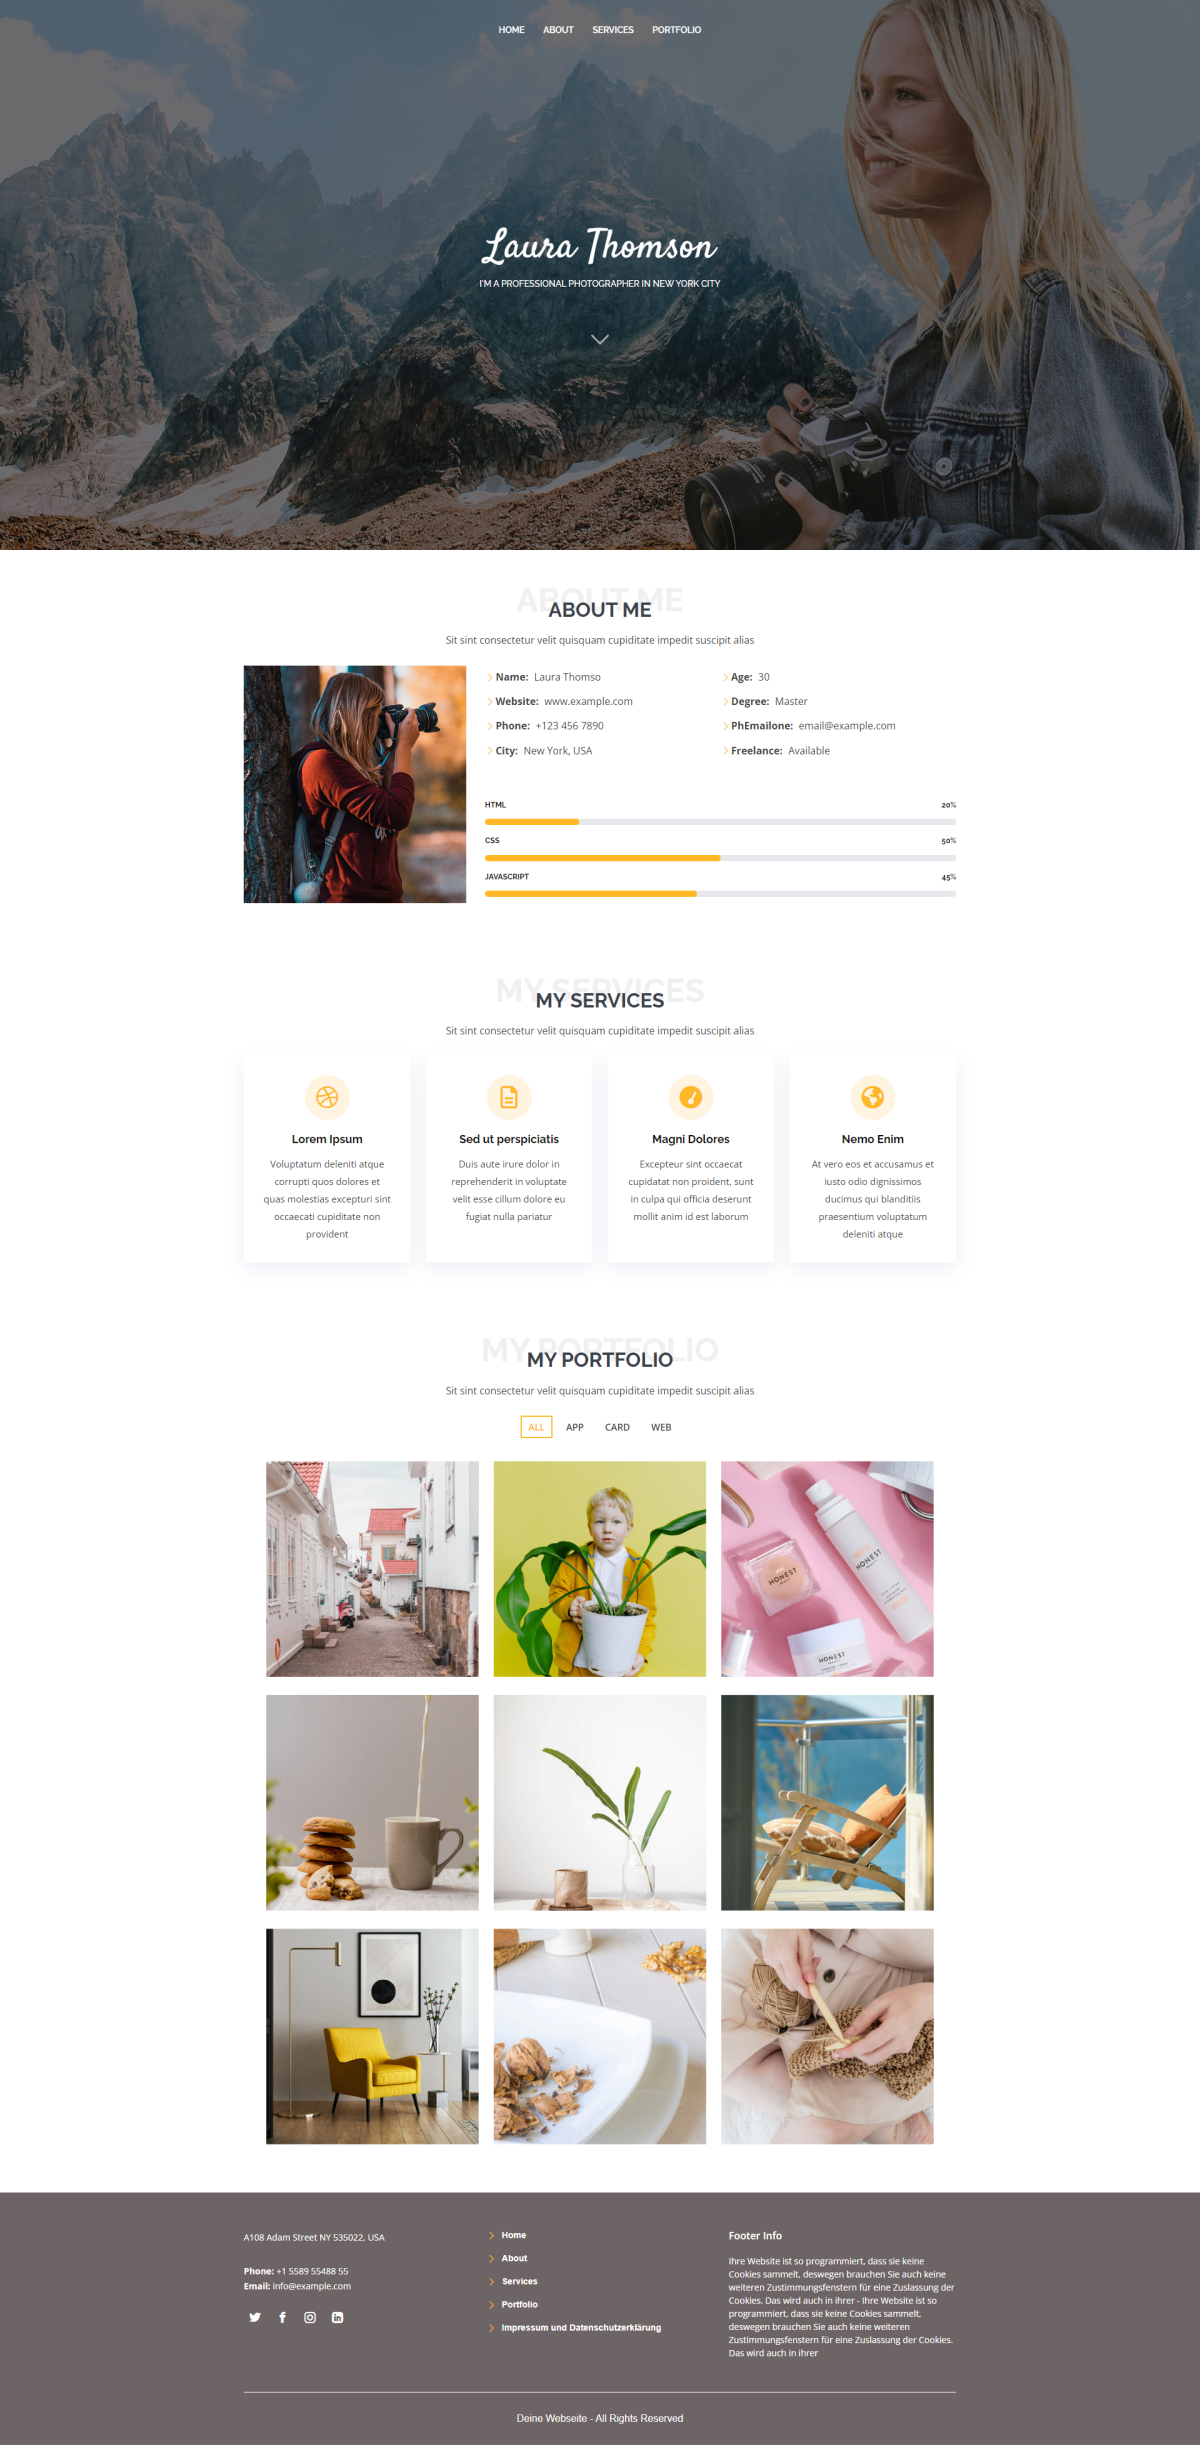 HOME ABOUT SERVICES PORTFOLIO
Laura Thomson
I'M A PROFESSIONAL PHOTOGRAPHER IN NEW YORK CITY
ABOUT ME
ABOUT ME
Sit sint consectetur velit quisquam cupiditate impedit suscipit alias
Name: Laura Thomso
Website: www.example.com
Phone: +123 456 7890
City: New York, USA
Age: 30
Degree: Master
PhEmailone: email@example.com
Freelance: Available
HTML 20%
CSS 50%
JAVASCRIPT 45%
MY SERVICES
MY SERVICES
Sit sint consectetur velit quisquam cupiditate impedit suscipit alias
Lorem Ipsum
Voluptatum deleniti atque
corrupti quos dolores et
quas molestias excepturi sint
occaecati cupiditate non
provident
Sed ut perspiciatis
Duis aute irure dolor in
reprehenderit in voluptate
velit esse cillum dolore eu
fugiat nulla pariatur
Magni Dolores
Excepteur sint occaecat
cupidatat non proident, sunt
in culpa qui officia deserunt
mollit anim id est laborum
Nemo Enim
At vero eos et accusamus et
iusto odio dignissimos
ducimus qui blanditiis
praesentium voluptatum
deleniti atque
MY PORTFOLIO
MY PORTFOLIO
Sit sint consectetur velit quisquam cupiditate impedit suscipit alias
ALL APP CARD WEB
HONEST
HONEST
HONEST
A108 Adam Street NY 535022, USA
Phone: +1 5589 55488 55
Email: info@example.com
Home
About
Services
Portfolio
Impressum und Datenschutzerklärung
Footer Info
Ihre Website ist so programmiert, dass sie keine
Cookies sammelt, deswegen brauchen Sie auch keine
weiteren Zustimmungsfenstern für eine Zuslassung der
Cookies. Das wird auch in ihrer - Ihre Website ist so
programmiert, dass sie keine Cookies sammelt,
deswegen brauchen Sie auch keine weiteren
Zustimmungsfenstern für eine Zuslassung der Cookies.
Das wird auch in ihrer
Deine Webseite - All Rights Reserved